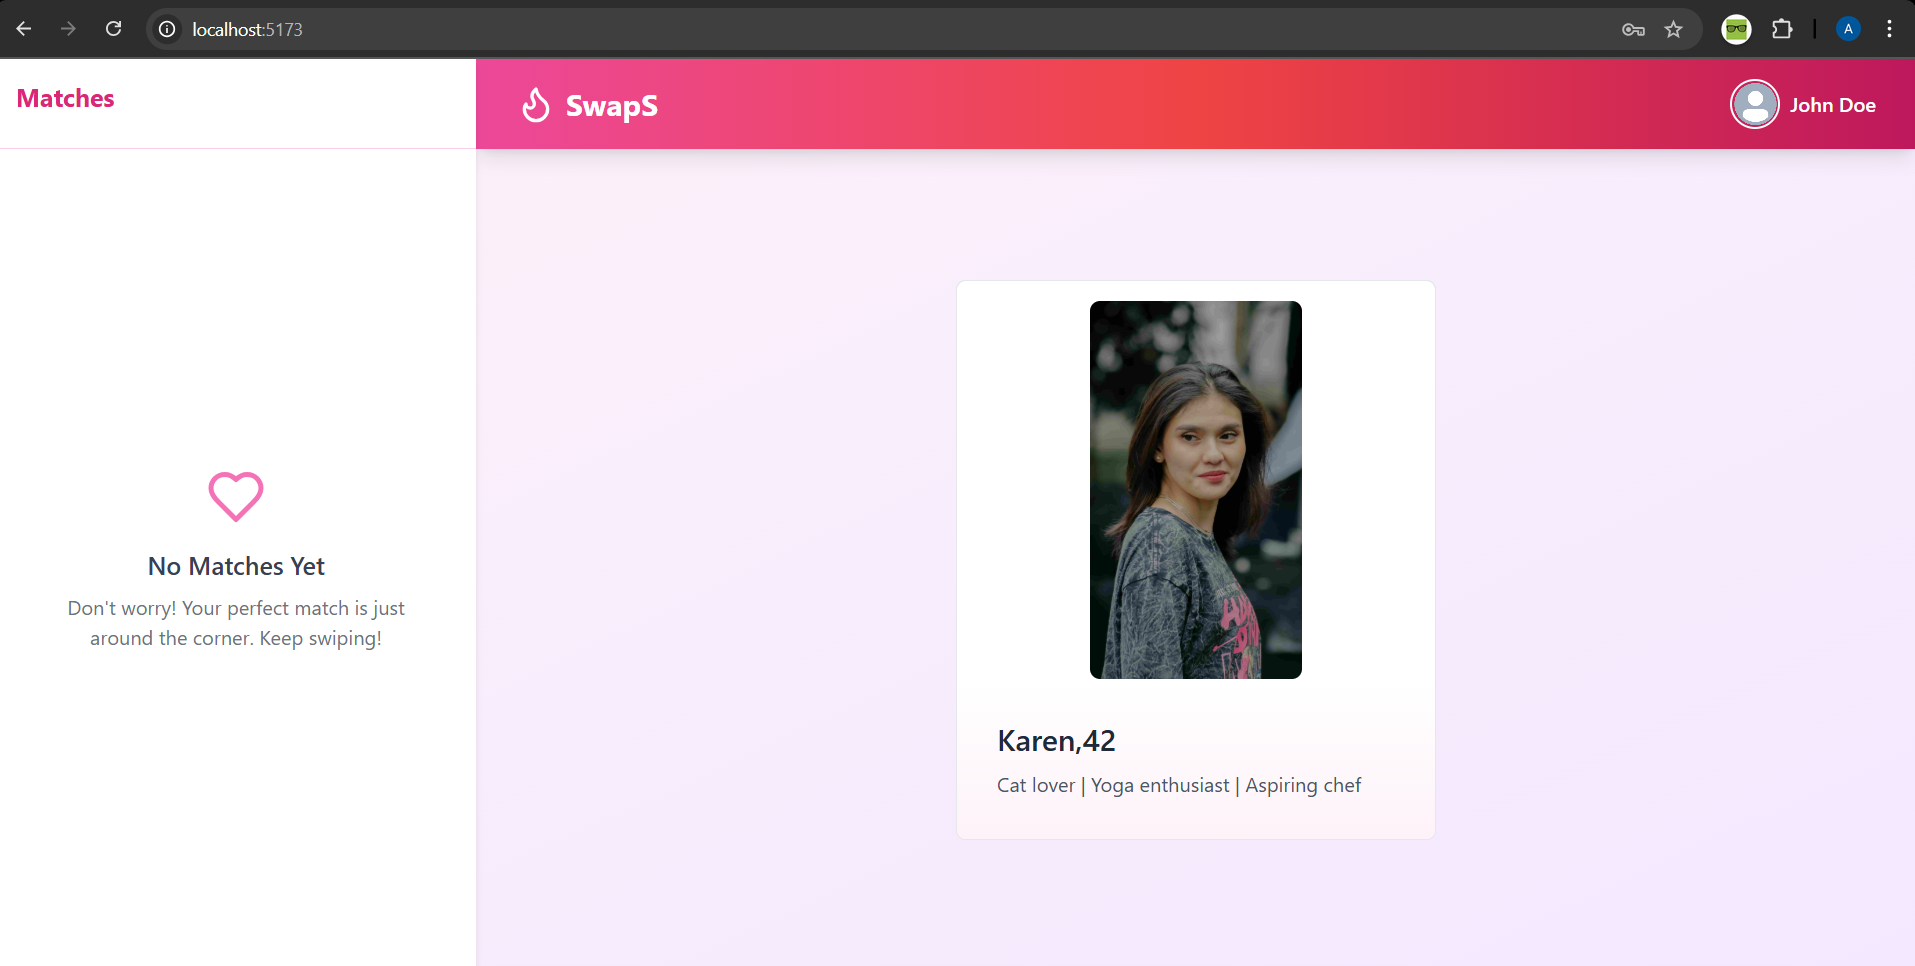 localhost:5173
A
Matches
SwapS
John Doe
No Matches Yet
Don't worry! Your perfect match is just
around the corner. Keep swiping!
Karen,42
Cat lover | Yoga enthusiast | Aspiring chef